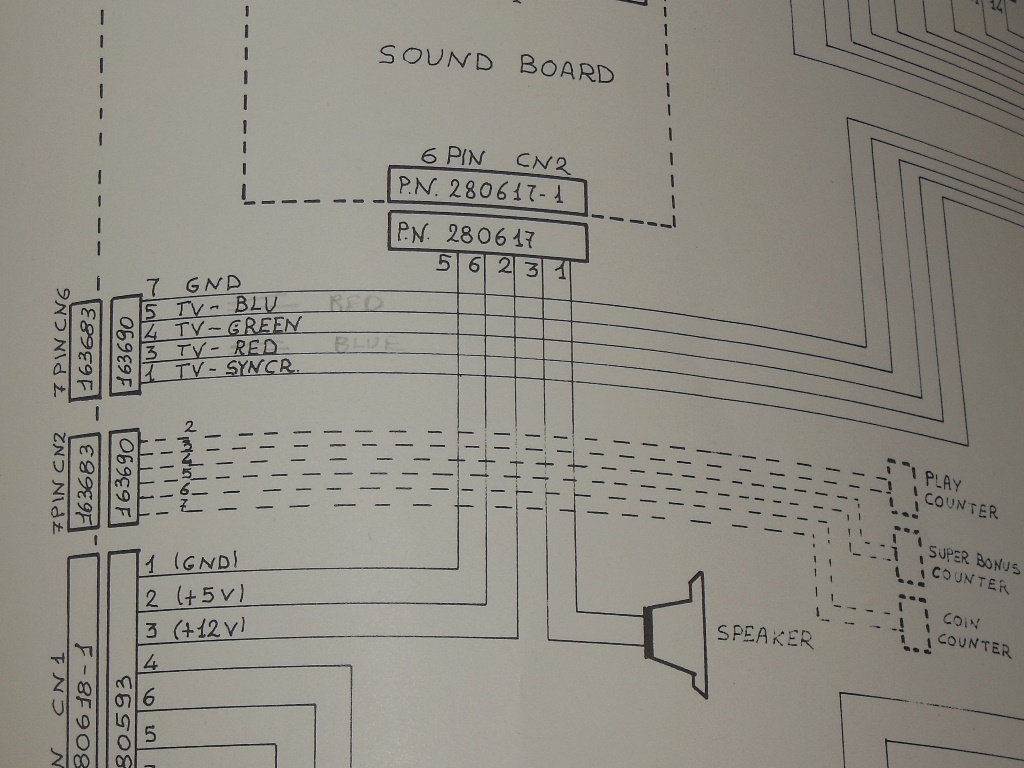 14
SOUND BOARD
6 PIN CN2
P.N. 280617-1
P.N. 280617
5 6 2 3 1
7 PIN CN6
163683
163690
7 GND
5 TV-BLU RED
4 TV-GREEN
3 TV-RED BLUE
1 TV-SYNCR.
7 PIN CN2
163683
163690
2
3
4
5
6
7
PLAY
COUNTER
SUPER BONUS
COUNTER
COIN
COUNTER
SPEAKER
N CN1
80618-1
80593
1 (GND)
2 (+5V)
3 (+12V)
4
6
5